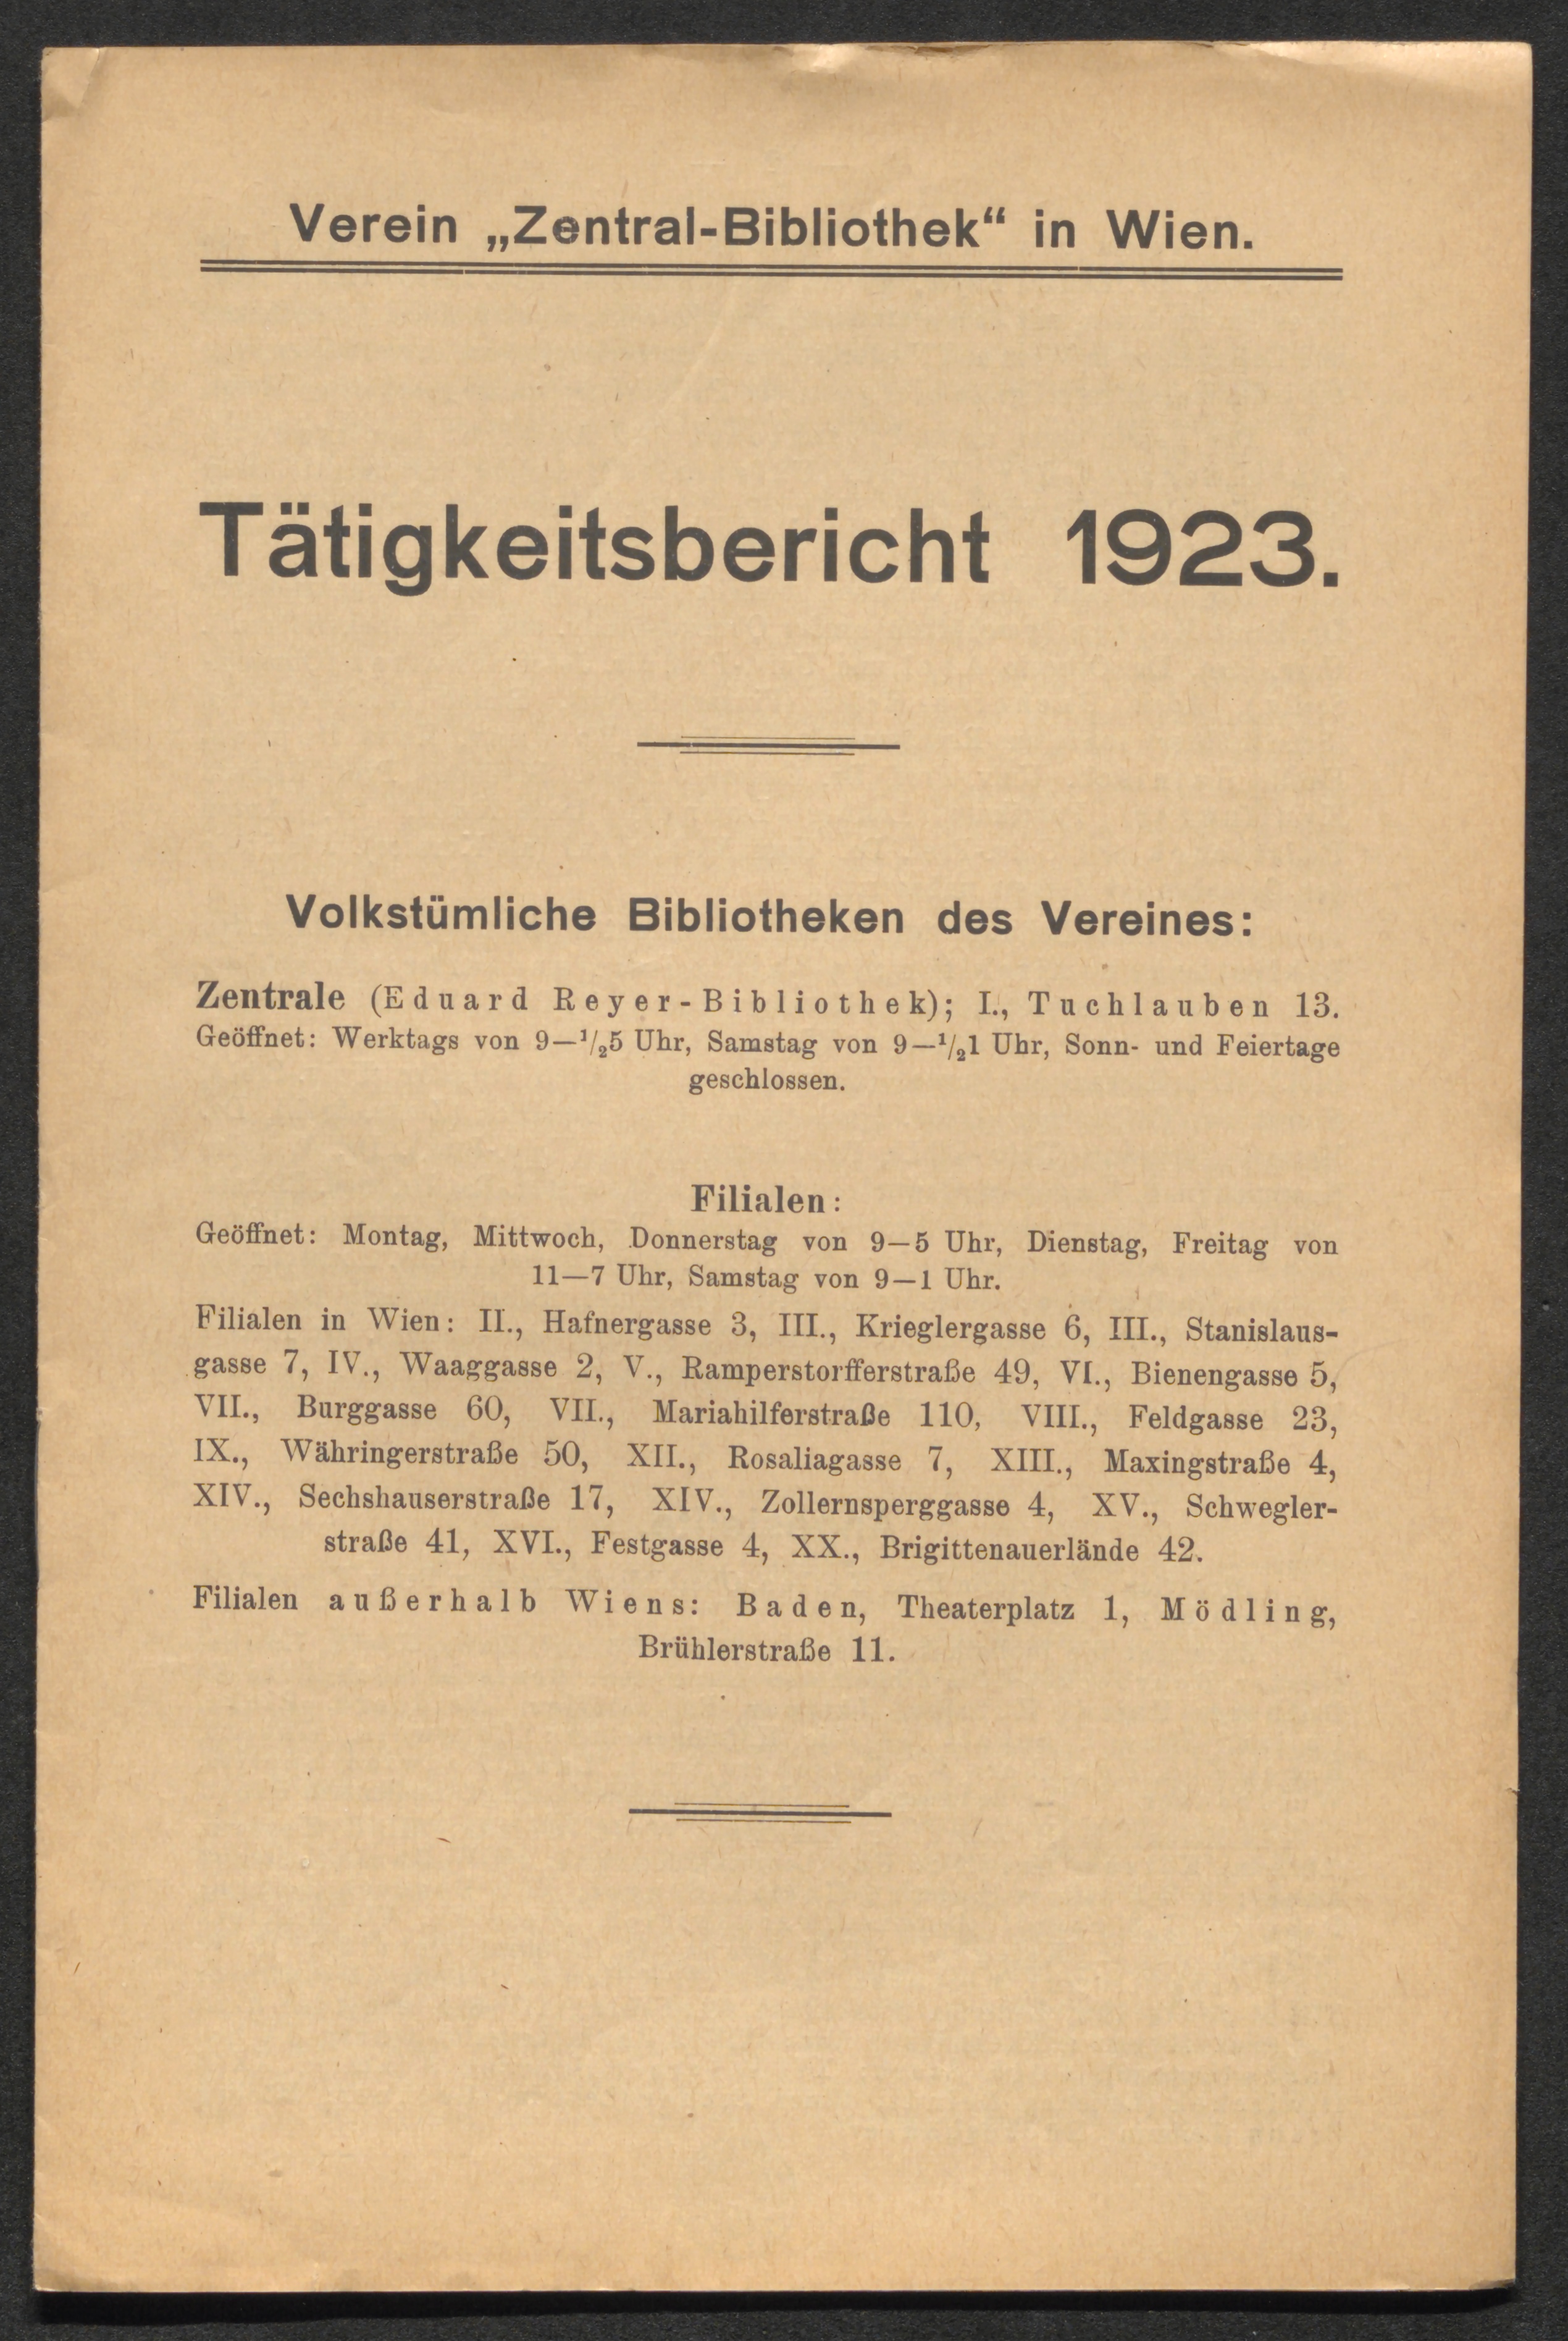 Verein „Zentral-Bibliothek“ in Wien.
Tätigkeitsbericht 1923.
Volkstümliche Bibliotheken des Vereines:
Zentrale (Eduard Reyer-Bibliothek); I., Tuchlauben 13.
Geöffnet: Werktags von 9—1/25 Uhr, Samstag von 9—1/21 Uhr, Sonn- und Feiertage
geschlossen.
Filialen:
Geöffnet: Montag, Mittwoch, Donnerstag von 9—5 Uhr, Dienstag, Freitag von
11—7 Uhr, Samstag von 9—1 Uhr.
Filialen in Wien: II., Hafnergasse 3, III., Krieglergasse 6, III., Stanislaus-
gasse 7, IV., Waaggasse 2, V., Ramperstorfferstraße 49, VI., Bienengasse 5,
VII., Burggasse 60, VII., Mariahilferstraße 110, VIII., Feldgasse 23,
IX., Währingerstraße 50, XII., Rosaliagasse 7, XIII., Maxingstraße 4,
XIV., Sechshauserstraße 17, XIV., Zollernsperggasse 4, XV., Schwegler-
straße 41, XVI., Festgasse 4, XX., Brigittenauerlände 42.
Filialen außerhalb Wiens: Baden, Theaterplatz 1, Mödling,
Brühlerstraße 11.